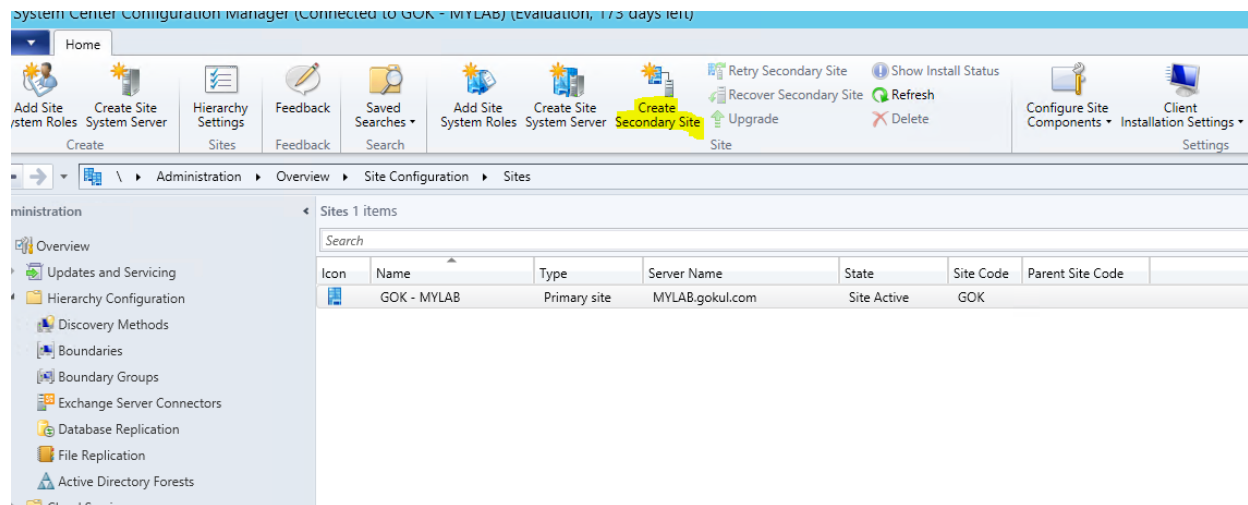 System Center Configuration Manager (Connected to GOK - MYLAB) (Evaluation, 173 days left)
Home
Add Site
Create Site
Hierarchy
Feedback
Saved
Add Site
Create Site
Create
Retry Secondary Site
Show Install Status
Configure Site
Client
ystem Roles
System Server
Settings
Searches
System Roles
System Server
Secondary Site
Recover Secondary Site
Refresh
Components
Installation Settings
Upgrade
Delete
Create
Sites
Feedback
Search
Site
Settings
\ Administration Overview Site Configuration Sites
ministration
Sites 1 items
Overview
Search
Updates and Servicing
Icon Name Type Server Name State Site Code Parent Site Code
Hierarchy Configuration
GOK - MYLAB Primary site MYLAB.gokul.com Site Active GOK
Discovery Methods
Boundaries
Boundary Groups
Exchange Server Connectors
Database Replication
File Replication
Active Directory Forests